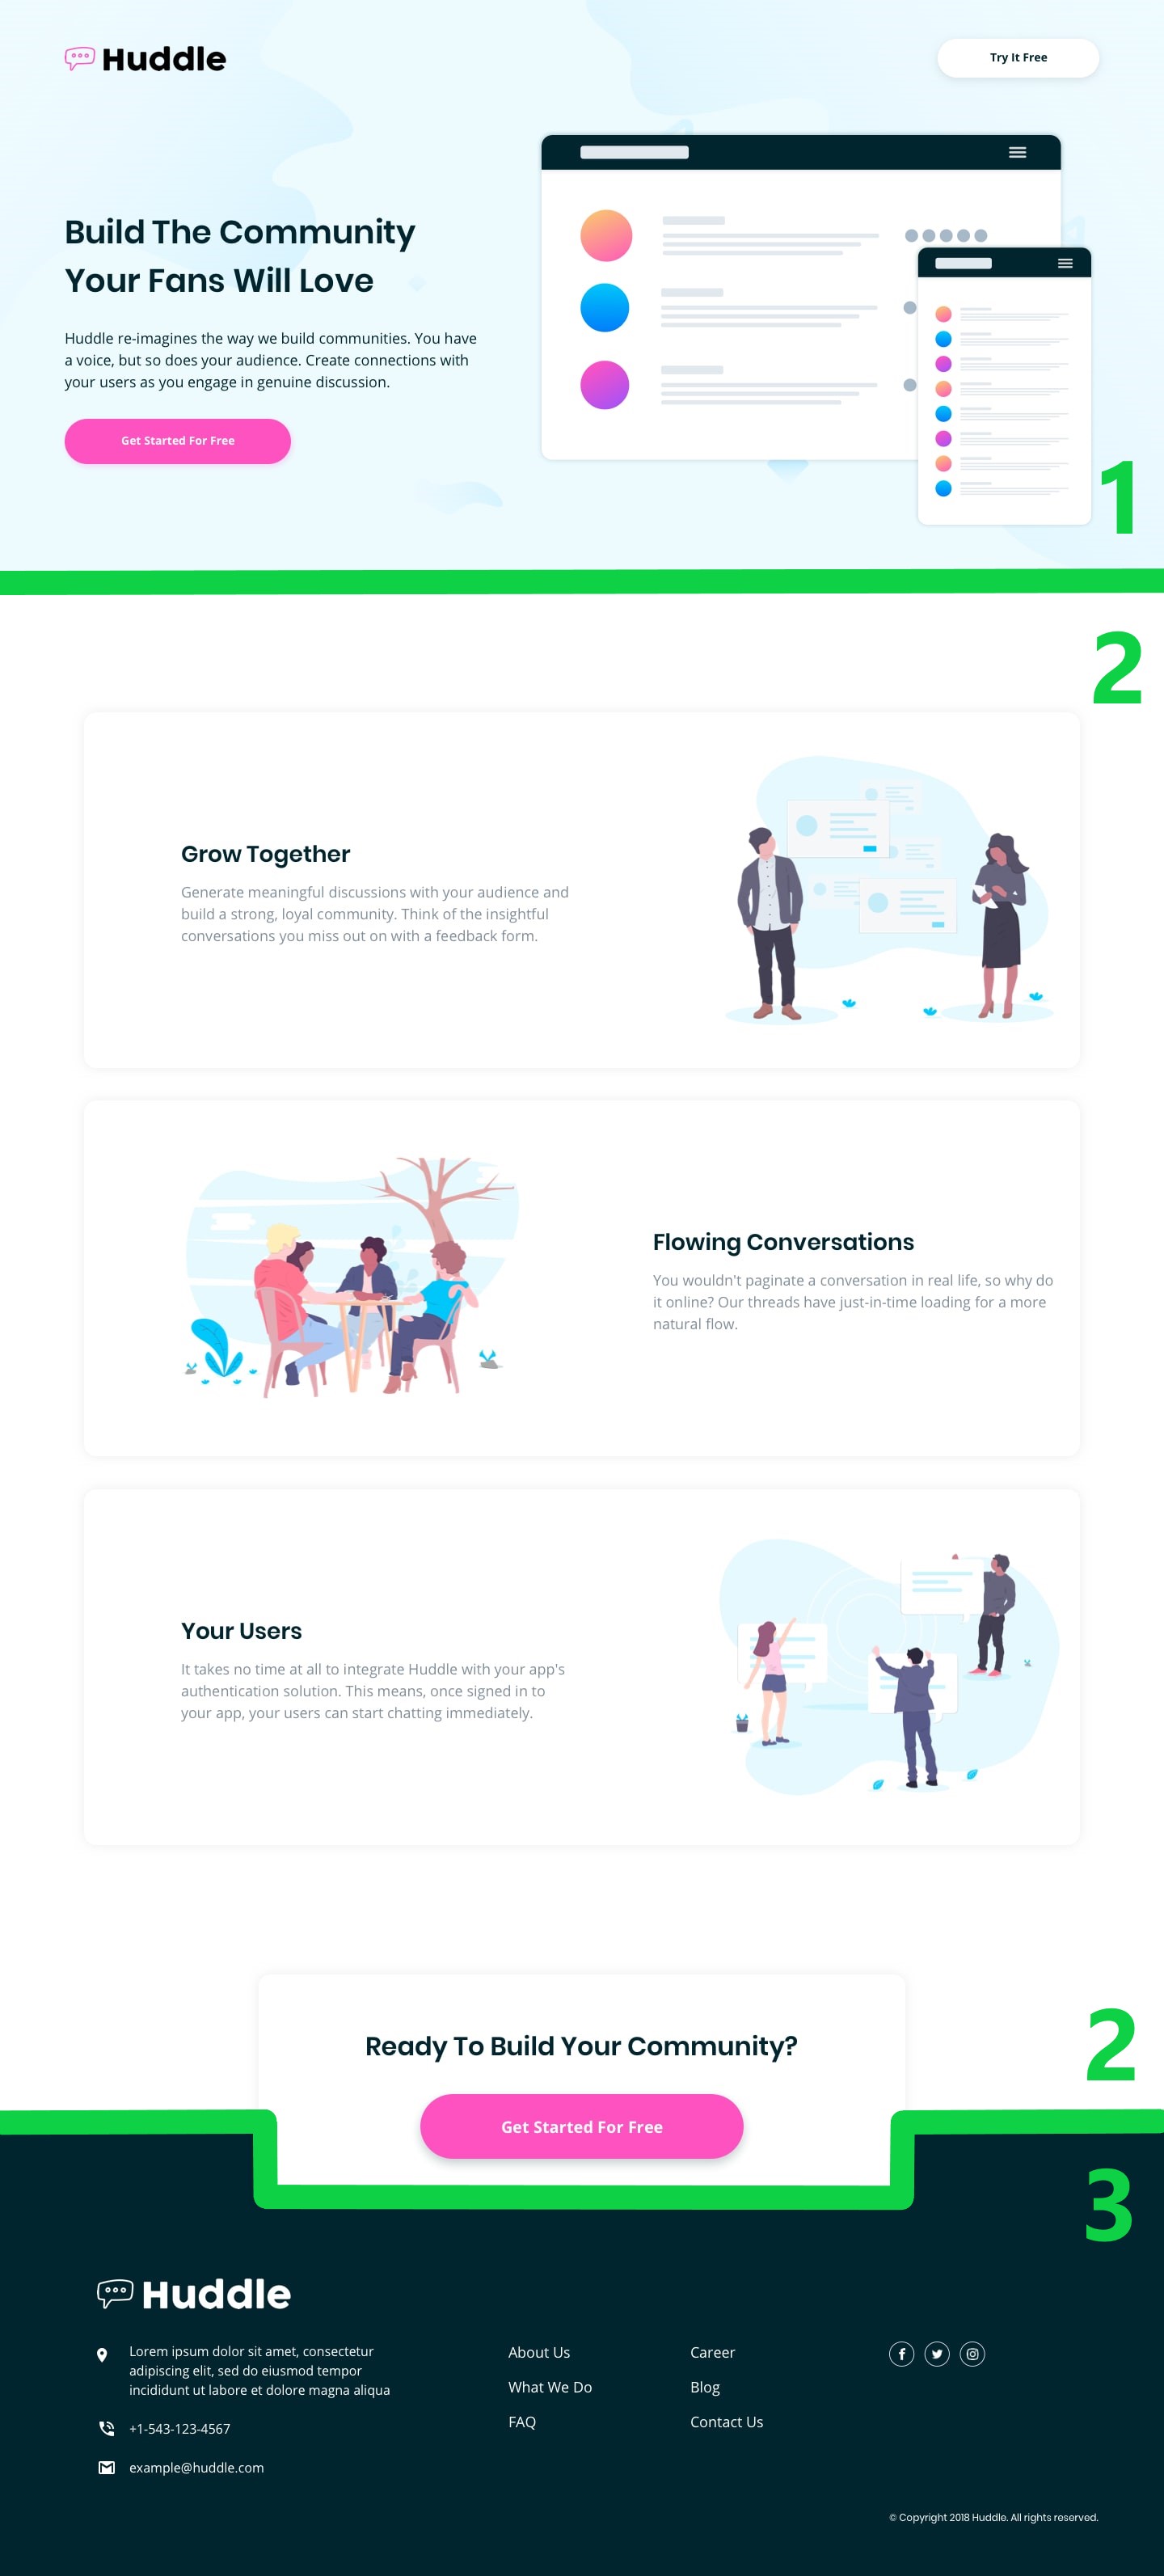 Huddle
Try It Free
Build The Community
Your Fans Will Love
Huddle re-imagines the way we build communities. You have
a voice, but so does your audience. Create connections with
your users as you engage in genuine discussion.
Get Started For Free
1
2
Grow Together
Generate meaningful discussions with your audience and
build a strong, loyal community. Think of the insightful
conversations you miss out on with a feedback form.
Flowing Conversations
You wouldn't paginate a conversation in real life, so why do
it online? Our threads have just-in-time loading for a more
natural flow.
Your Users
It takes no time at all to integrate Huddle with your app's
authentication solution. This means, once signed in to
your app, your users can start chatting immediately.
Ready To Build Your Community?
2
Get Started For Free
3
Huddle
Lorem ipsum dolor sit amet, consectetur
adipiscing elit, sed do eiusmod tempor
incididunt ut labore et dolore magna aliqua
+1-543-123-4567
example@huddle.com
About Us
What We Do
FAQ
Career
Blog
Contact Us
© Copyright 2018 Huddle. All rights reserved.